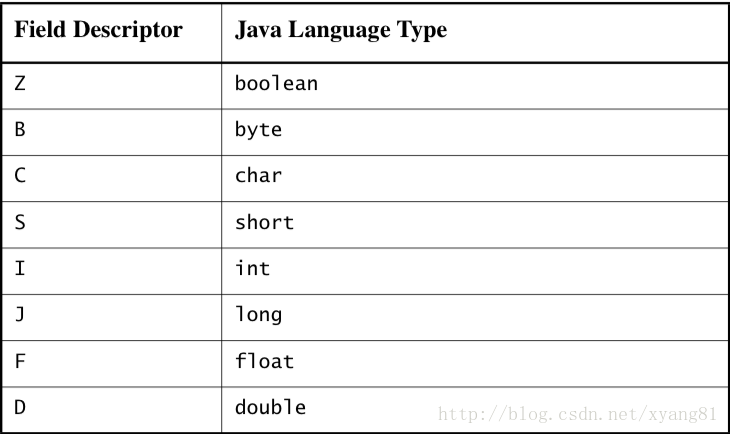 Field Descriptor Java Language Type
Z boolean
B byte
C char
S short
I int
J long
F float
D double
http://blog.csdn.net/xyang81